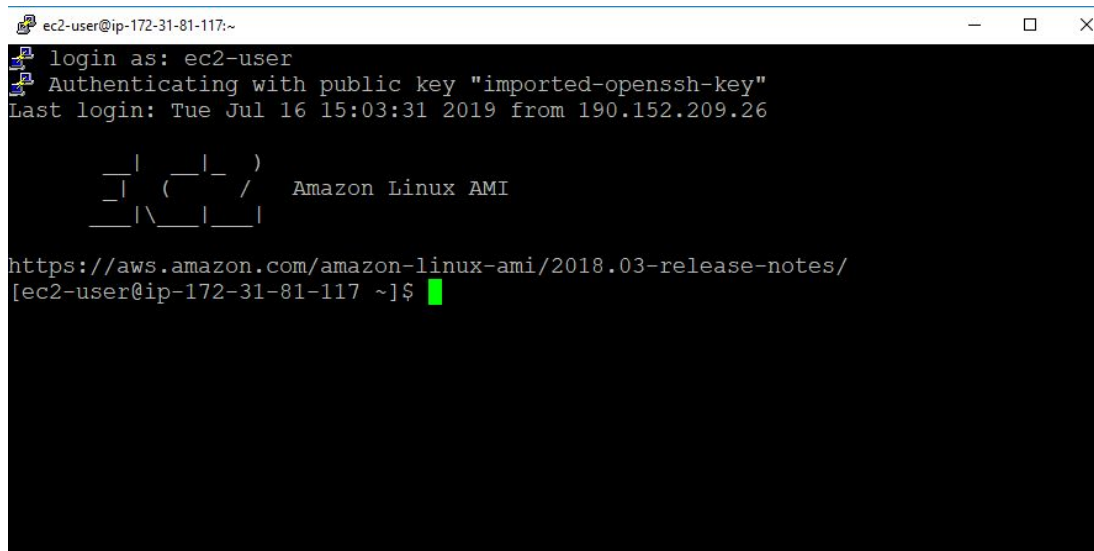 ec2-user@ip-172-31-81-117:~
login as: ec2-user
Authenticating with public key "imported-openssh-key"
Last login: Tue Jul 16 15:03:31 2019 from 190.152.209.26
       __|  __|_  )
       _|  (     /   Amazon Linux AMI
      ___|\___|___|
https://aws.amazon.com/amazon-linux-ami/2018.03-release-notes/
[ec2-user@ip-172-31-81-117 ~]$